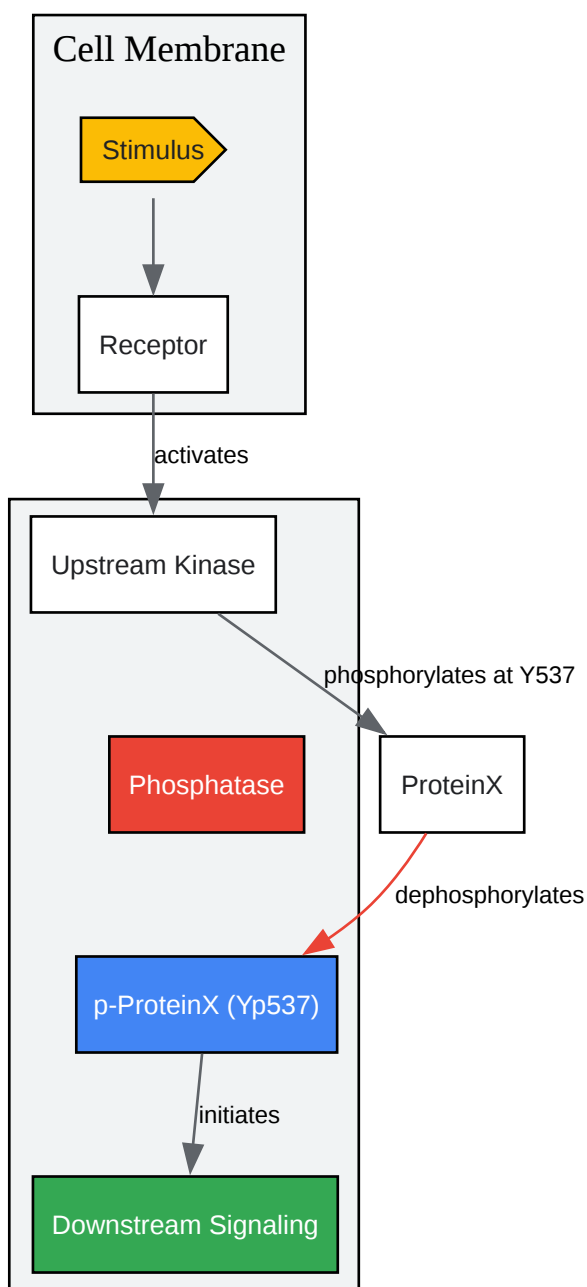 Cell Membrane
Stimulus
Receptor
activates
Upstream Kinase
phosphorylates at Y537
Phosphatase
ProteinX
dephosphorylates
p-ProteinX (Yp537)
initiates
Downstream Signaling